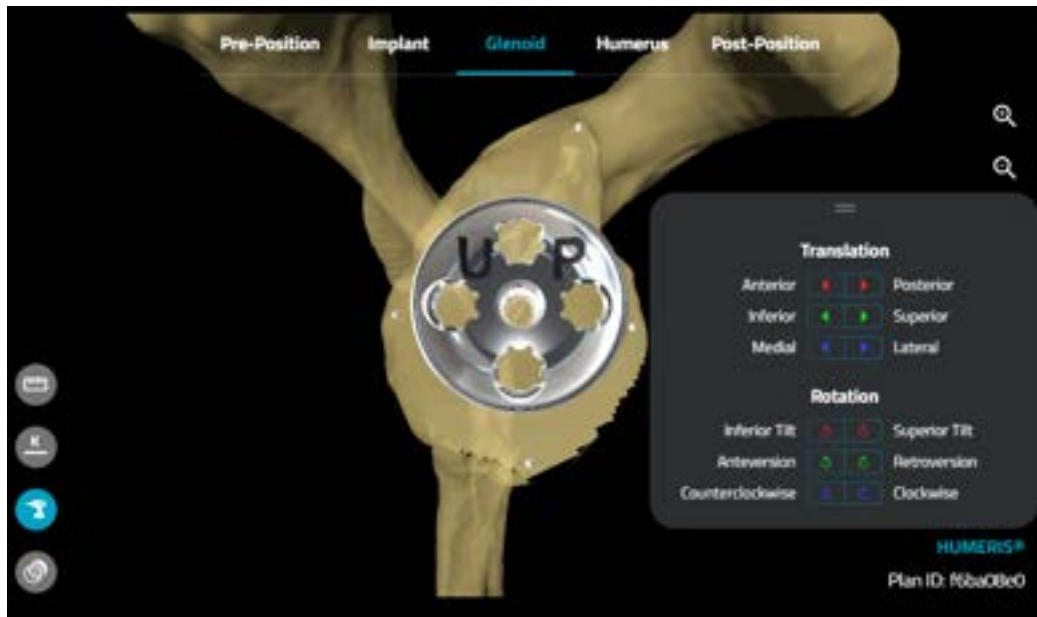 Pre-Position Implant Glenoid Humerus Post-Position
U P
Translation
Anterior Posterior
Inferior Superior
Medial Lateral
Rotation
Inferior Tilt Superior Tilt
Anteversion Retroversion
Counterclockwise Clockwise
K
HUMERIS®
Plan ID: f6ba08e0